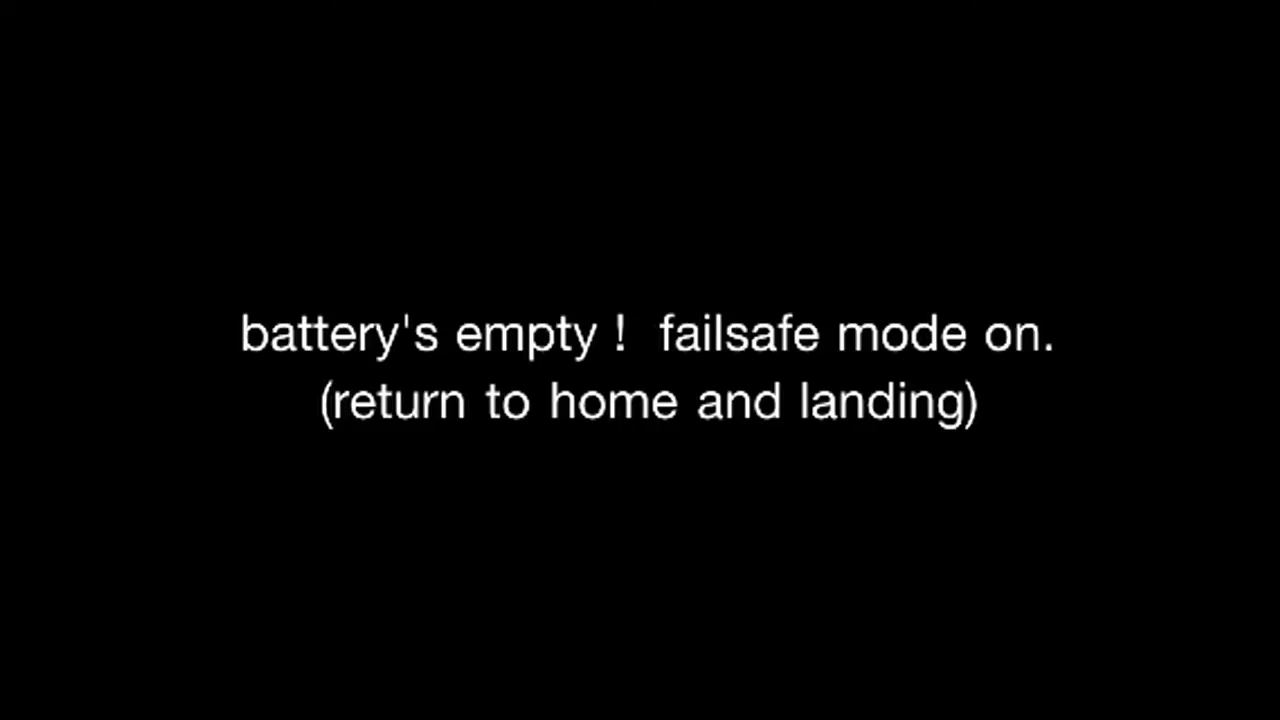 battery's empty !  failsafe mode on.
(return to home and landing)